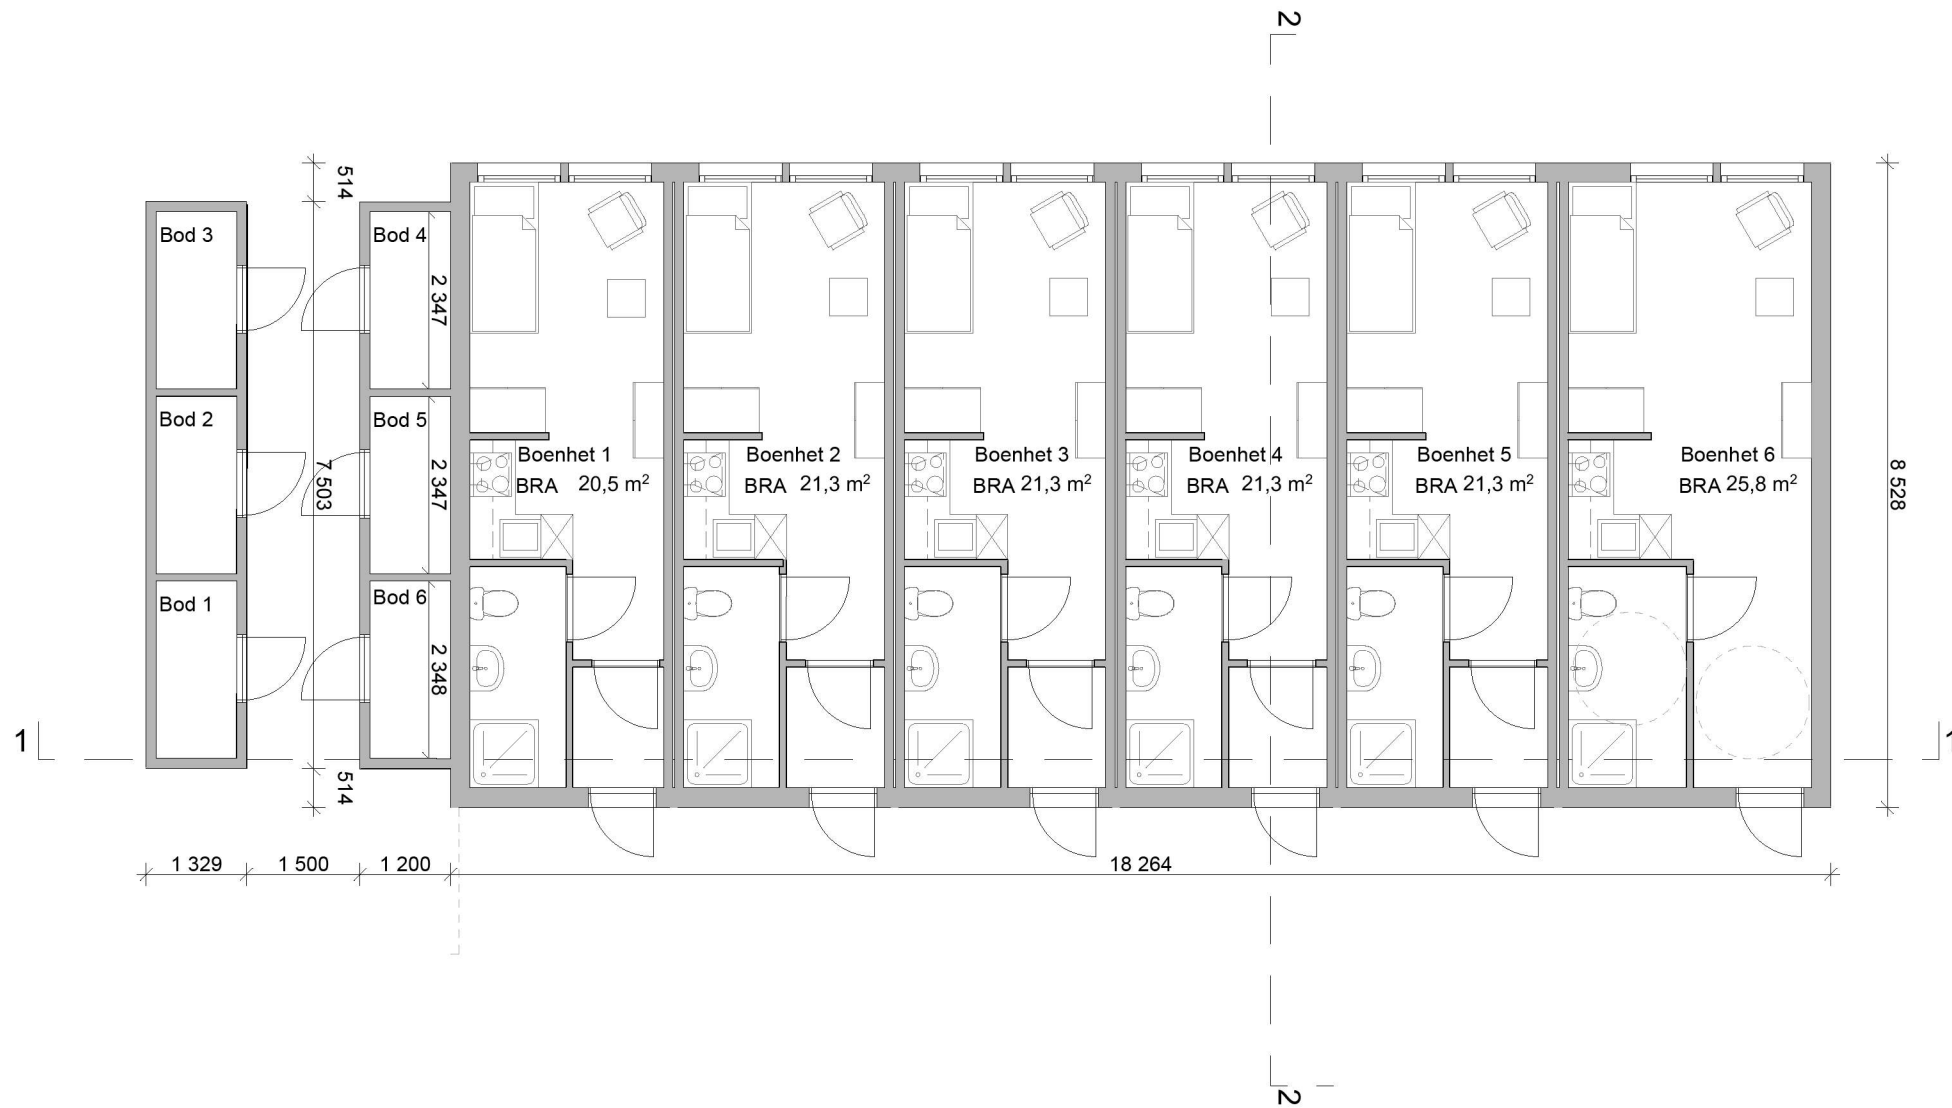 2
514
Bod 3
Bod 4
2 347
Bod 2
Bod 5
2 347
7 503
Boenhet 1
BRA 20,5 m²
Boenhet 2
BRA 21,3 m²
Boenhet 3
BRA 21,3 m²
Boenhet 4
BRA 21,3 m²
Boenhet 5
BRA 21,3 m²
Boenhet 6
BRA 25,8 m²
8 528
Bod 1
Bod 6
2 348
1
1
514
1 329
1 500
1 200
18 264
2